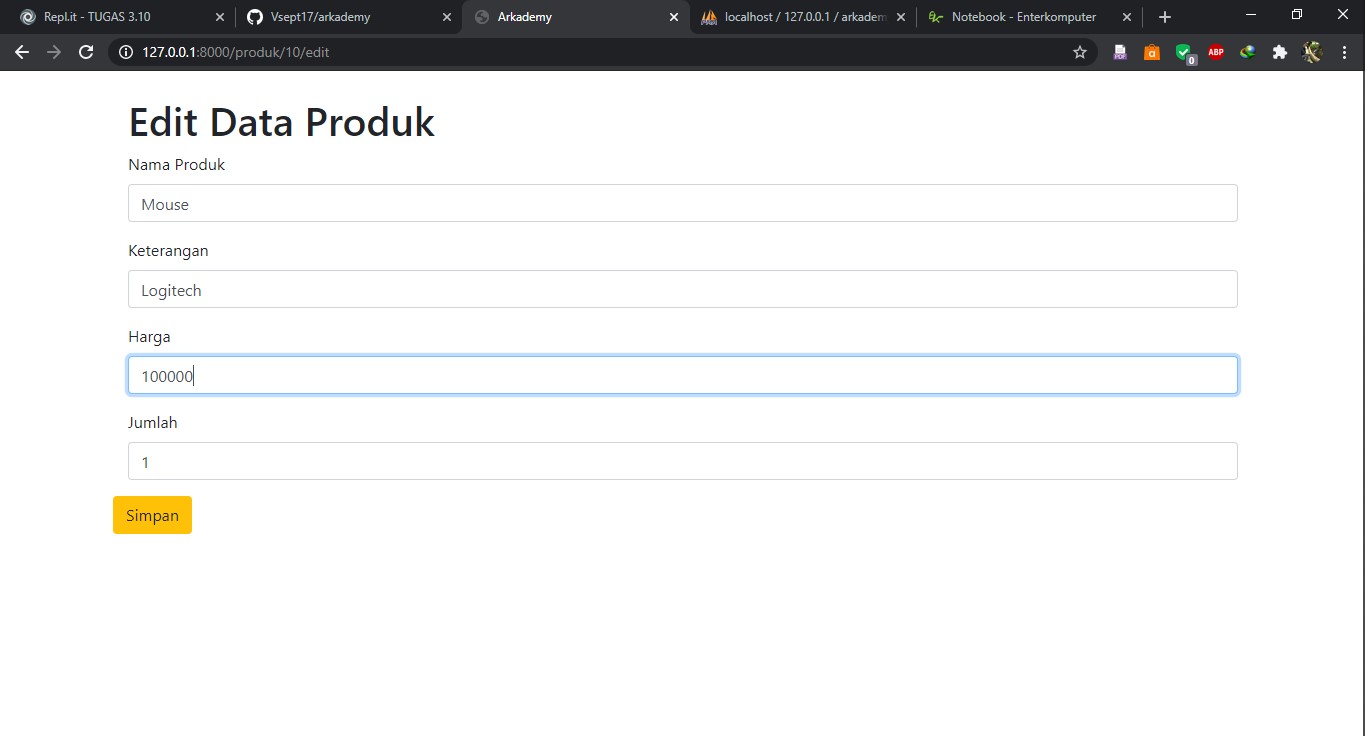 Repl.it - TUGAS 3.10
Vsept17/arkademy
Arkademy
localhost / 127.0.0.1 / arkadem
Notebook - Enterkomputer
127.0.0.1:8000/produk/10/edit
PDF
a
0
ABP
Edit Data Produk
Nama Produk
Mouse
Keterangan
Logitech
Harga
100000
Jumlah
1
Simpan